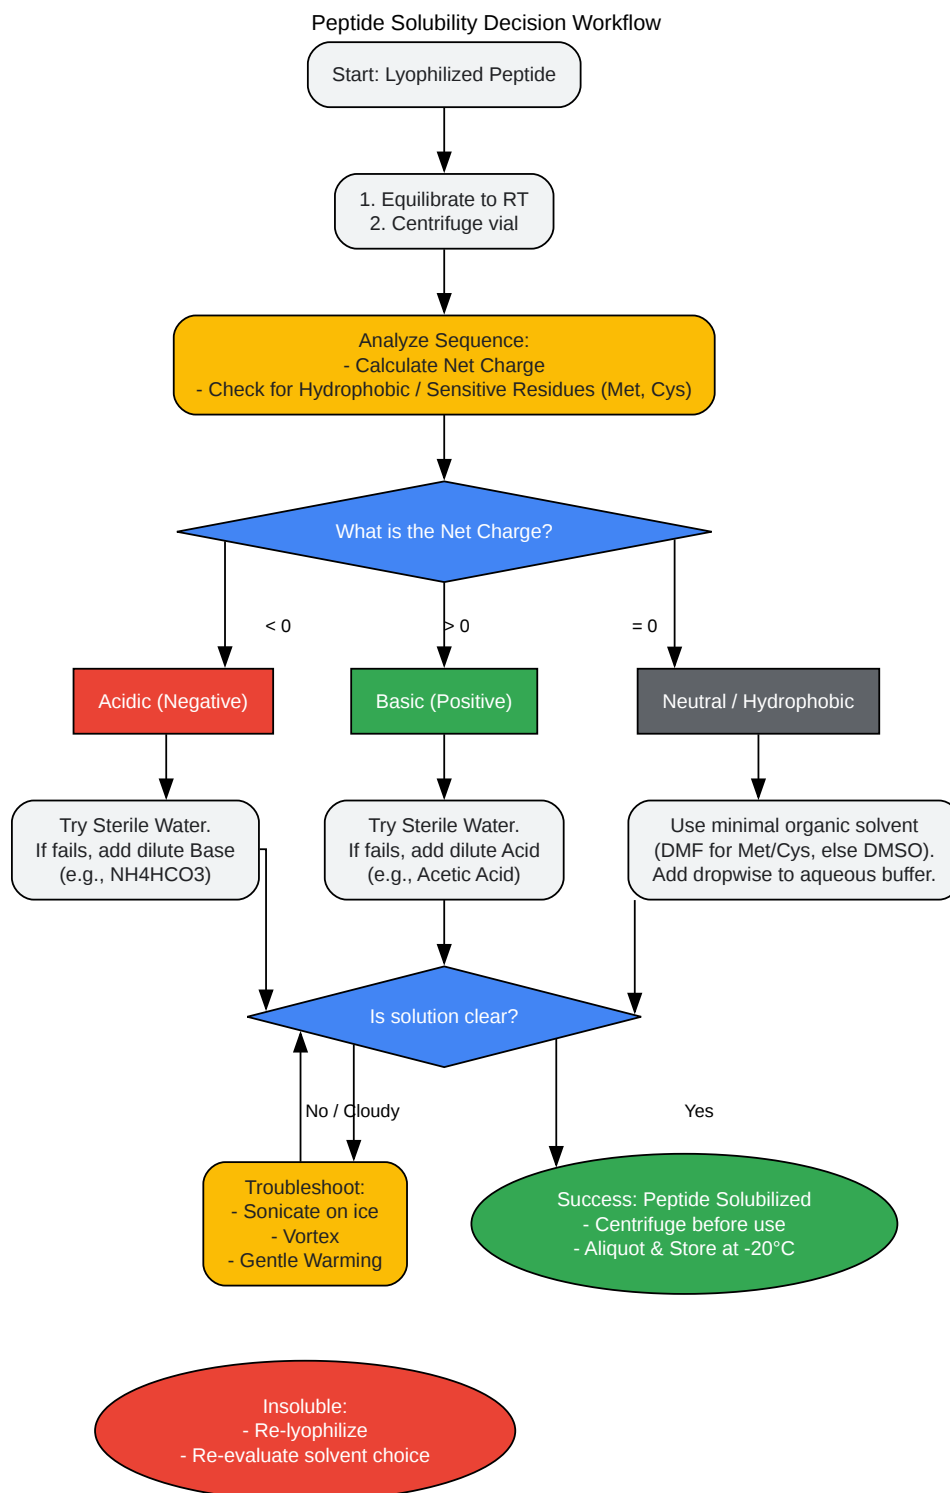 Peptide Solubility Decision Workflow
Start: Lyophilized Peptide
1. Equilibrate to RT
2. Centrifuge vial
Analyze Sequence:
- Calculate Net Charge
- Check for Hydrophobic / Sensitive Residues (Met, Cys)
What is the Net Charge?
< 0
> 0
= 0
Acidic (Negative)
Basic (Positive)
Neutral / Hydrophobic
Try Sterile Water.
If fails, add dilute Base
(e.g., NH4HCO3)
Try Sterile Water.
If fails, add dilute Acid
(e.g., Acetic Acid)
Use minimal organic solvent
(DMF for Met/Cys, else DMSO).
Add dropwise to aqueous buffer.
Is solution clear?
No / Cloudy
Yes
Troubleshoot:
- Sonicate on ice
- Vortex
- Gentle Warming
Success: Peptide Solubilized
- Centrifuge before use
- Aliquot & Store at -20°C
Insoluble:
- Re-lyophilize
- Re-evaluate solvent choice